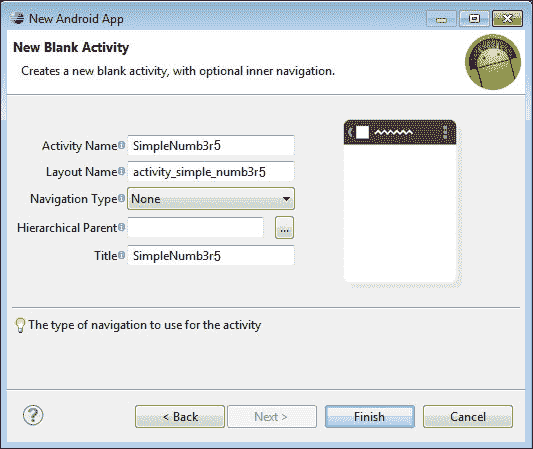 New Android App
New Blank Activity
Creates a new blank activity, with optional inner navigation.
Activity Name SimpleNumb3r5
Layout Name activity_simple_numb3r5
Navigation Type None
Hierarchical Parent ...
Title SimpleNumb3r5
The type of navigation to use for the activity
? < Back Next > Finish Cancel